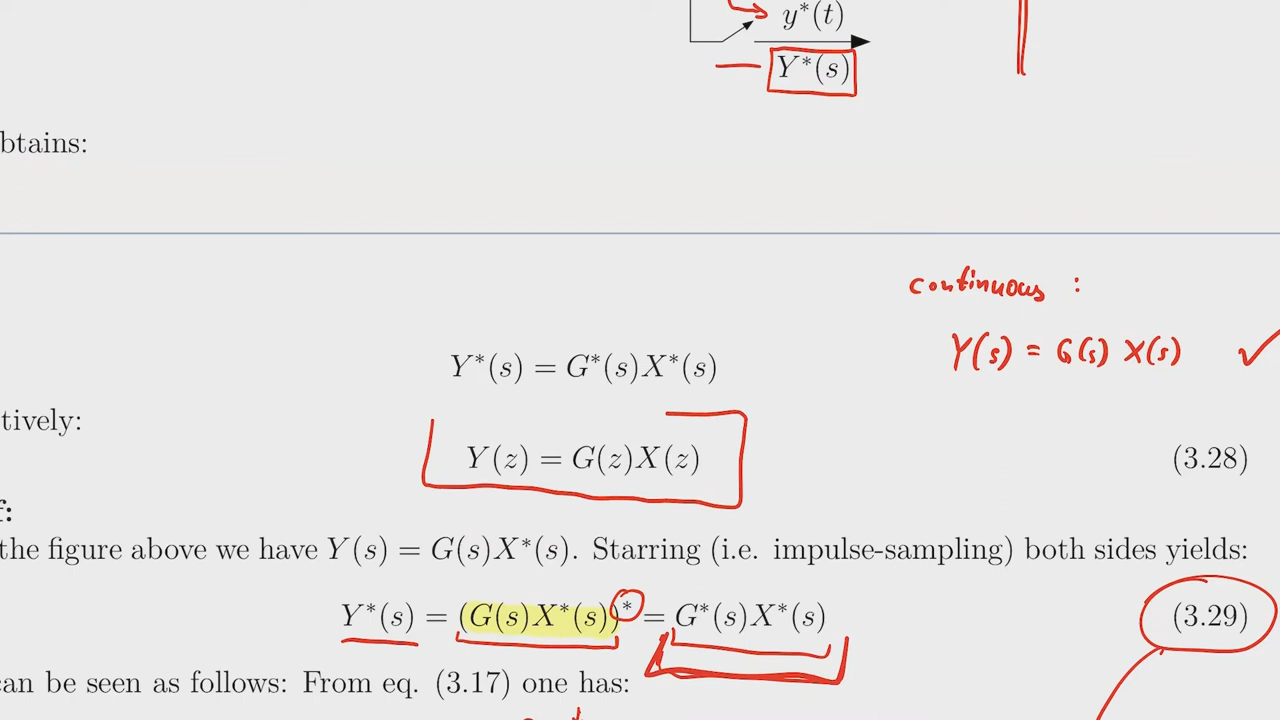 y*(t)
Y*(s)
btains:
continuous :
Y(s) = G(s) X(s) ✓
Y*(s) = G*(s)X*(s)
tively:
Y(z) = G(z)X(z) (3.28)
f:
the figure above we have Y(s) = G(s)X*(s). Starring (i.e. impulse-sampling) both sides yields:
Y*(s) = (G(s)X*(s))* = G*(s)X*(s) (3.29)
can be seen as follows: From eq. (3.17) one has: